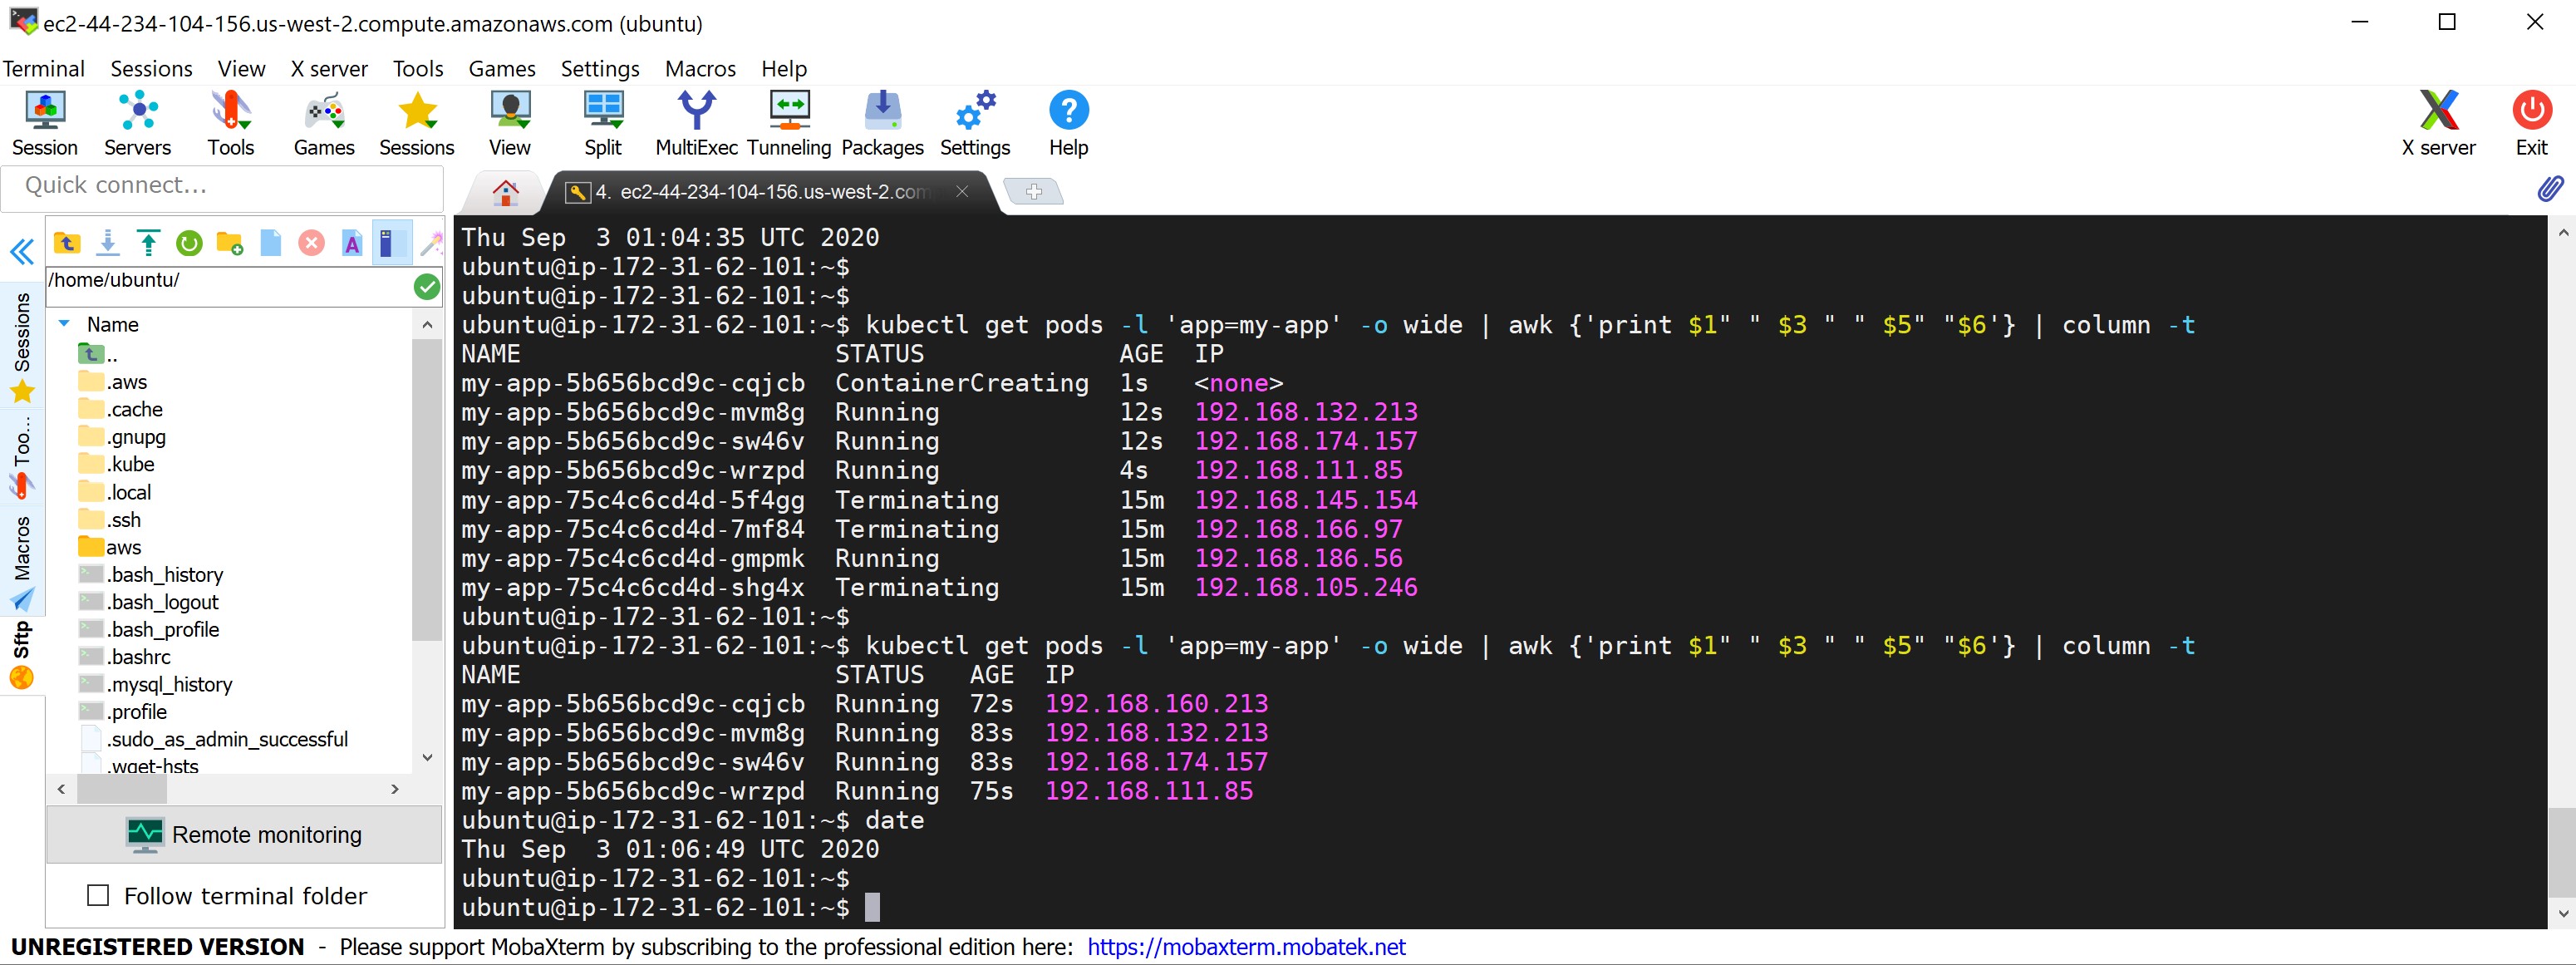 ec2-44-234-104-156.us-west-2.compute.amazonaws.com (ubuntu)
Terminal Sessions View X server Tools Games Settings Macros Help
Session Servers Tools Games Sessions View Split MultiExec Tunneling Packages Settings Help X server Exit
Quick connect...
4. ec2-44-234-104-156.us-west-2.com
/home/ubuntu/
Name
..
.aws
.cache
.gnupg
.kube
.local
.ssh
aws
.bash_history
.bash_logout
.bash_profile
.bashrc
.mysql_history
.profile
.sudo_as_admin_successful
.wget-hsts
Sessions
Too...
Macros
Sftp
Remote monitoring
Follow terminal folder
Thu Sep  3 01:04:35 UTC 2020
ubuntu@ip-172-31-62-101:~$
ubuntu@ip-172-31-62-101:~$
ubuntu@ip-172-31-62-101:~$ kubectl get pods -l 'app=my-app' -o wide | awk {'print $1" " $3 " " $5" "$6'} | column -t
NAME STATUS AGE IP
my-app-5b656bcd9c-cqjcb ContainerCreating 1s <none>
my-app-5b656bcd9c-mvm8g Running 12s 192.168.132.213
my-app-5b656bcd9c-sw46v Running 12s 192.168.174.157
my-app-5b656bcd9c-wrzpd Running 4s 192.168.111.85
my-app-75c4c6cd4d-5f4gg Terminating 15m 192.168.145.154
my-app-75c4c6cd4d-7mf84 Terminating 15m 192.168.166.97
my-app-75c4c6cd4d-gmpmk Running 15m 192.168.186.56
my-app-75c4c6cd4d-shg4x Terminating 15m 192.168.105.246
ubuntu@ip-172-31-62-101:~$
ubuntu@ip-172-31-62-101:~$ kubectl get pods -l 'app=my-app' -o wide | awk {'print $1" " $3 " " $5" "$6'} | column -t
NAME STATUS AGE IP
my-app-5b656bcd9c-cqjcb Running 72s 192.168.160.213
my-app-5b656bcd9c-mvm8g Running 83s 192.168.132.213
my-app-5b656bcd9c-sw46v Running 83s 192.168.174.157
my-app-5b656bcd9c-wrzpd Running 75s 192.168.111.85
ubuntu@ip-172-31-62-101:~$ date
Thu Sep  3 01:06:49 UTC 2020
ubuntu@ip-172-31-62-101:~$
ubuntu@ip-172-31-62-101:~$
UNREGISTERED VERSION - Please support MobaXterm by subscribing to the professional edition here: https://mobaxterm.mobatek.net